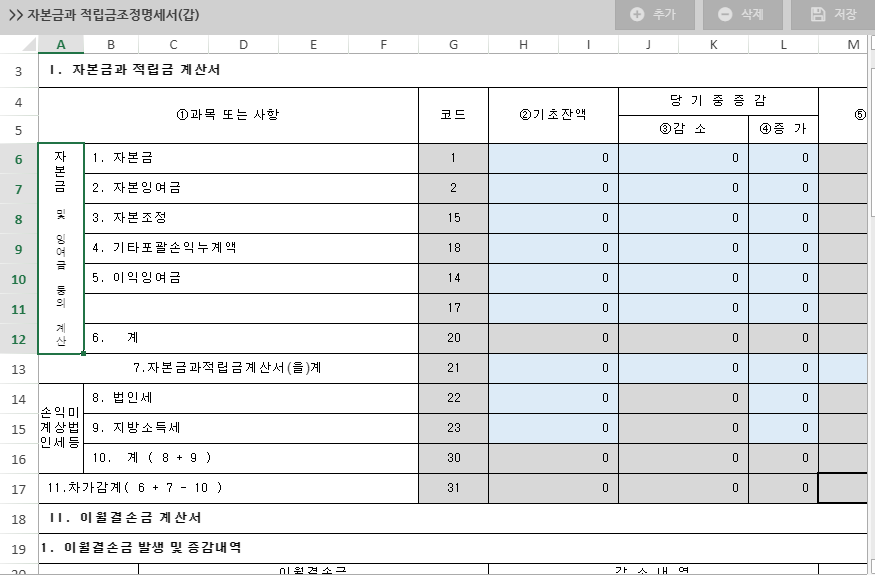 >> 자본금과 적립금조정명세서(갑) 추가 삭제 저장
A B C D E F G H I J K L M
3 I. 자본금과 적립금 계산서
4 ①과목 또는 사항 코드 ②기초잔액 당 기 중 증 감 ⑤
5 ③감 소 ④증 가
자본금 및 잉여금 등의 계산
6 1. 자본금 1 0 0 0
7 2. 자본잉여금 2 0 0 0
8 3. 자본조정 15 0 0 0
9 4. 기타포괄손익누계액 18 0 0 0
10 5. 이익잉여금 14 0 0 0
11 17 0 0 0
12 6. 계 20 0 0 0
13 7.자본금과적립금계산서(을)계 21 0 0 0
손익미
계상법
인세등
14 8. 법인세 22 0 0 0
15 9. 지방소득세 23 0 0 0
16 10. 계 ( 8 + 9 ) 30 0 0 0
17 11.차가감계( 6 + 7 - 10 ) 31 0 0 0
18 II. 이월결손금 계산서
19 1. 이월결손금 발생 및 증감내역
20 이월결손금 감 소 내 역